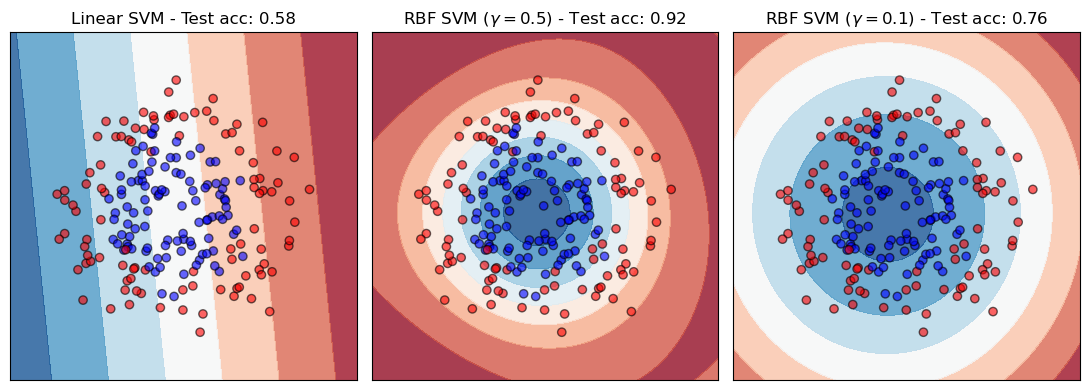 Linear SVM - Test acc: 0.58
RBF SVM (γ = 0.5) - Test acc: 0.92
RBF SVM (γ = 0.1) - Test acc: 0.76